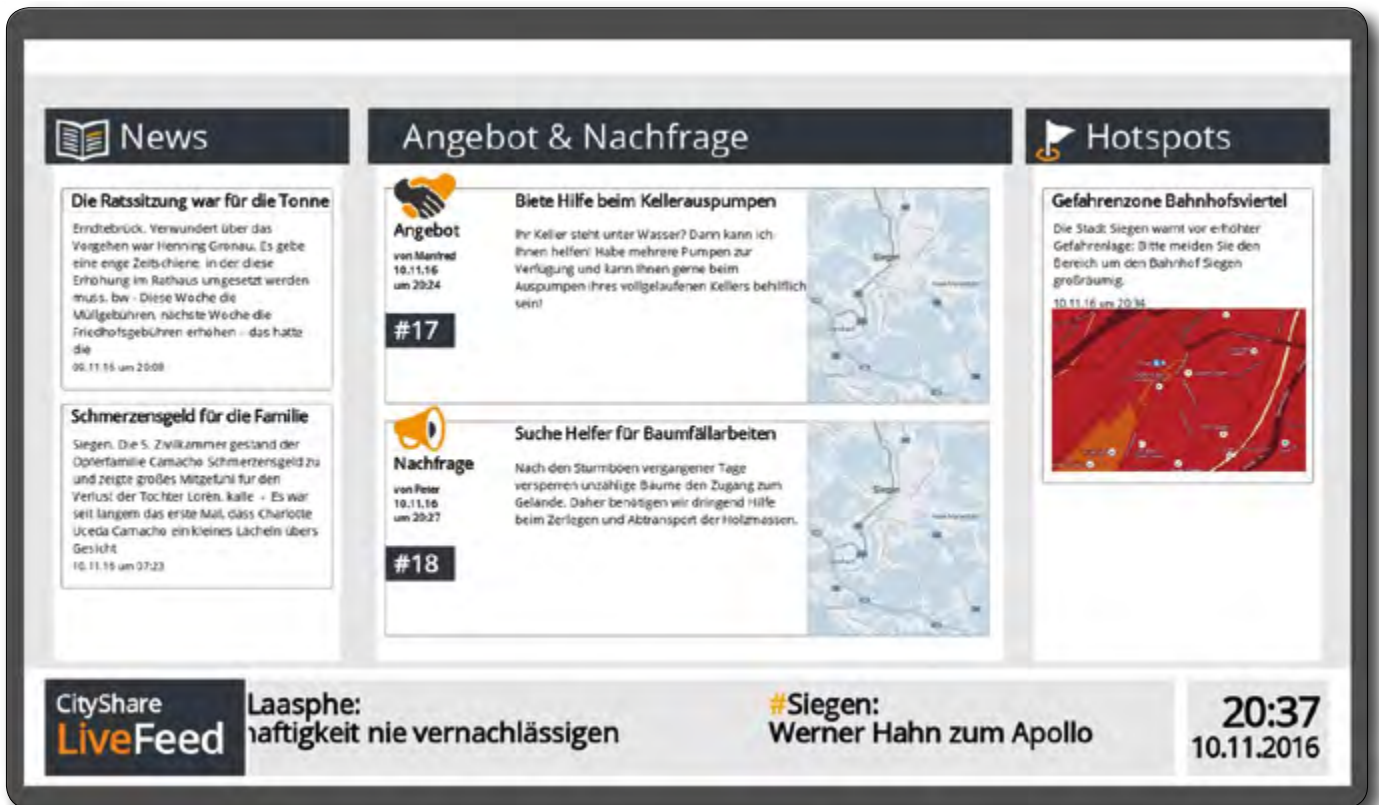 News
Die Ratssitzung war für die Tonne
Erndtebrück. Verwundert über das
Vorgehen war Henning Gronau. Es gebe
eine enge Zeitschiene, in der diese
Erhöhung im Rathaus umgesetzt werden
muss. bw - Diese Woche die
Müllgebühren, nächste Woche die
Friedhofsgebühren erhöhen - das hatte
die
09.11.16 um 20:08
Schmerzensgeld für die Familie
Siegen. Die 5. Zivilkammer gestand der
Opferfamilie Camacho Schmerzensgeld zu
und zeigte großes Mitgefühl für den
Verlust der Tochter Loren. kalle - Es war
seit langem das erste Mal, dass Charlotte
Uceda Camacho ein kleines Lächeln übers
Gesicht
10.11.16 um 07:23
Angebot & Nachfrage
Angebot
von Manfred
10.11.16
um 20:24
#17
Biete Hilfe beim Kellerauspumpen
Ihr Keller steht unter Wasser? Dann kann ich
Ihnen helfen! Habe mehrere Pumpen zur
Verfügung und kann Ihnen gerne beim
Auspumpen ihres vollgelaufenen Kellers behilflich
sein!
Siegen
Nachfrage
von Peter
10.11.16
um 20:27
#18
Suche Helfer für Baumfällarbeiten
Nach den Sturmböen vergangener Tage
versperren unzählige Bäume den Zugang zum
Gelände. Daher benötigen wir dringend Hilfe
beim Zerlegen und Abtransport der Holzmassen.
Siegen
Hotspots
Gefahrenzone Bahnhofsviertel
Die Stadt Siegen warnt vor erhöhter
Gefahrenlage: Bitte meiden Sie den
Bereich um den Bahnhof Siegen
großräumig.
10.11.16 um 20:34
CityShare
LiveFeed
Laasphe:
haftigkeit nie vernachlässigen
#Siegen:
Werner Hahn zum Apollo
20:37
10.11.2016